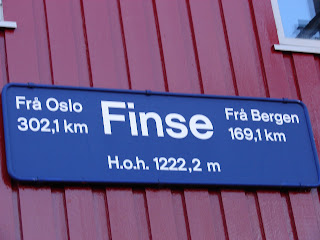 Frå Oslo Finse Frå Bergen
302,1 km 169,1 km
H.o.h. 1222,2 m